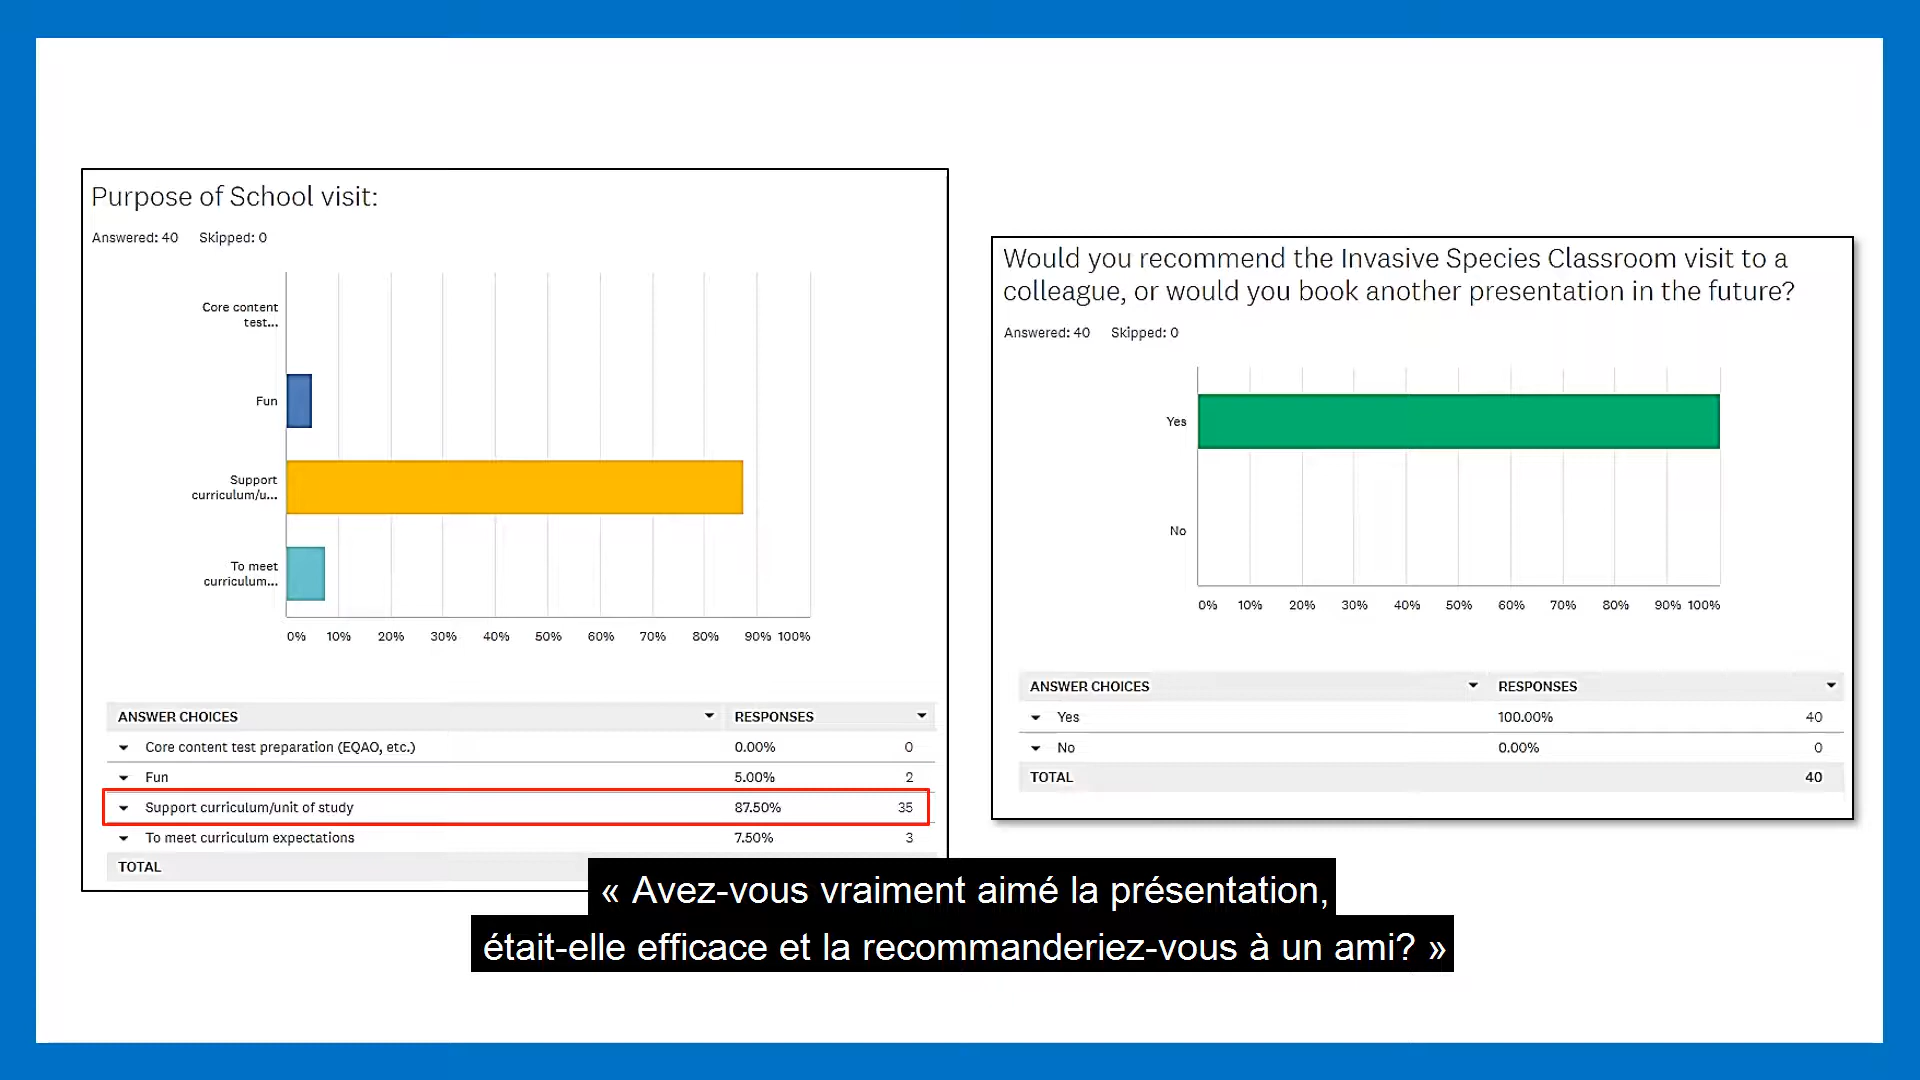 Purpose of School visit:
Answered: 40 Skipped: 0
Core content
test...
Fun
Support
curriculum/u...
To meet
curriculum...
0% 10% 20% 30% 40% 50% 60% 70% 80% 90% 100%
ANSWER CHOICES RESPONSES
Core content test preparation (EQAO, etc.) 0.00% 0
Fun 5.00% 2
Support curriculum/unit of study 87.50% 35
To meet curriculum expectations 7.50% 3
TOTAL
Would you recommend the Invasive Species Classroom visit to a
colleague, or would you book another presentation in the future?
Answered: 40 Skipped: 0
Yes
No
0% 10% 20% 30% 40% 50% 60% 70% 80% 90% 100%
ANSWER CHOICES RESPONSES
Yes 100.00% 40
No 0.00% 0
TOTAL 40
« Avez-vous vraiment aimé la présentation,
était-elle efficace et la recommanderiez-vous à un ami? »